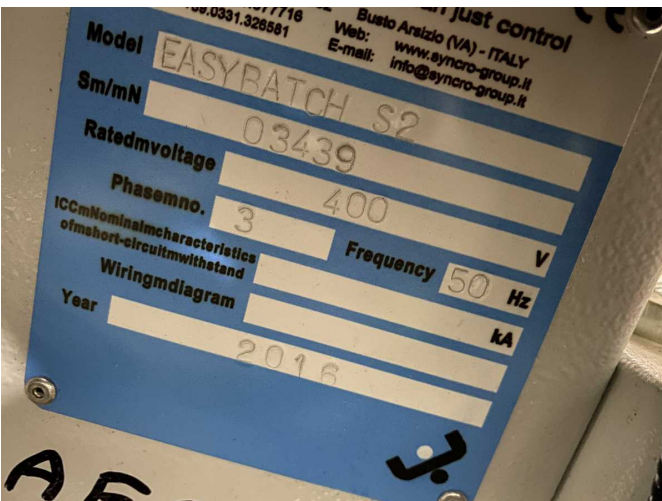 just control
Busto Arsizio (VA) - ITALY
.0331.326581
Web: www.syncro-group.it
E-mail: info@syncro-group.it
Model EASYBATCH S2
Sm/mN 03439
Ratedmvoltage 400 V
Phasemno. 3 Frequency 50 Hz
ICCmNominalmcharacteristics
ofmshort-circuitmwithstand kA
Wiringmdiagram
Year 2016